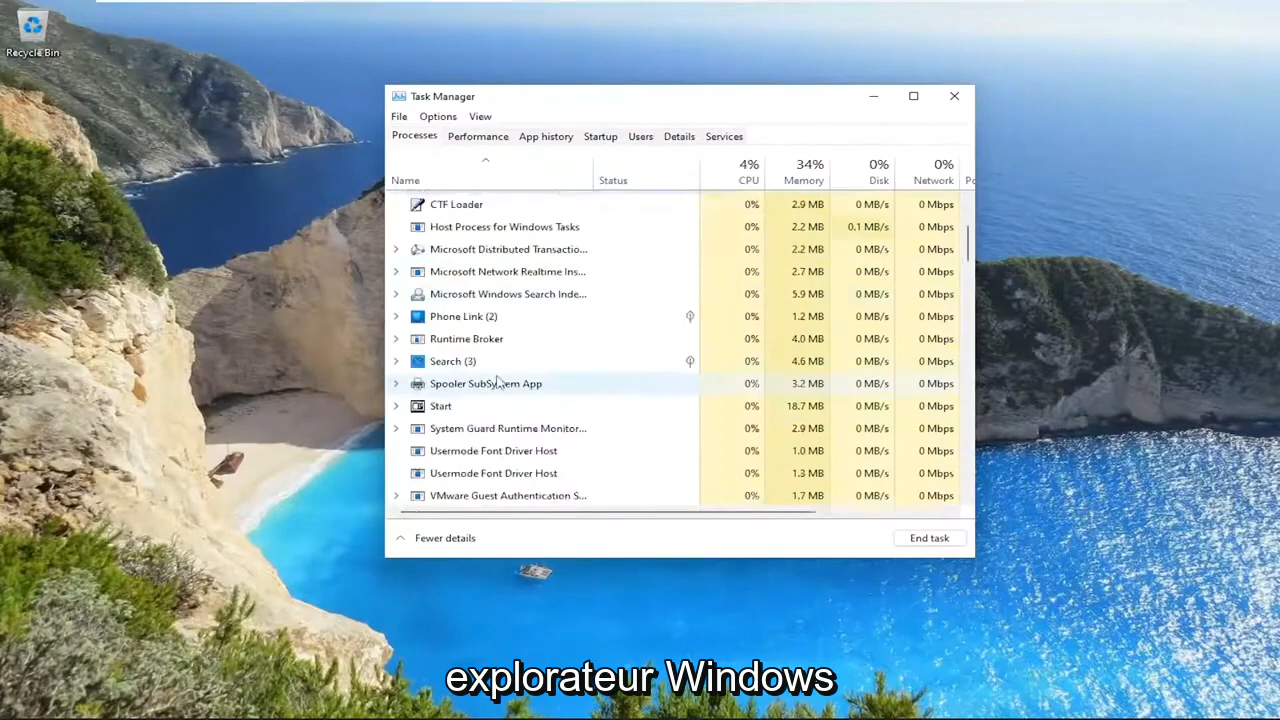 Recycle Bin
Task Manager
File Options View
Processes Performance App history Startup Users Details Services
4% 34% 0% 0%
Name Status CPU Memory Disk Network Po
CTF Loader 0% 2.9 MB 0 MB/s 0 Mbps
Host Process for Windows Tasks 0% 2.2 MB 0.1 MB/s 0 Mbps
Microsoft Distributed Transactio... 0% 2.2 MB 0 MB/s 0 Mbps
Microsoft Network Realtime Ins... 0% 2.7 MB 0 MB/s 0 Mbps
Microsoft Windows Search Inde... 0% 5.9 MB 0 MB/s 0 Mbps
Phone Link (2) 0% 1.2 MB 0 MB/s 0 Mbps
Runtime Broker 0% 4.0 MB 0 MB/s 0 Mbps
Search (3) 0% 4.6 MB 0 MB/s 0 Mbps
Spooler SubSystem App 0% 3.2 MB 0 MB/s 0 Mbps
Start 0% 18.7 MB 0 MB/s 0 Mbps
System Guard Runtime Monitor... 0% 2.9 MB 0 MB/s 0 Mbps
Usermode Font Driver Host 0% 1.0 MB 0 MB/s 0 Mbps
Usermode Font Driver Host 0% 1.3 MB 0 MB/s 0 Mbps
VMware Guest Authentication S... 0% 1.7 MB 0 MB/s 0 Mbps
Fewer details End task
explorateur Windows